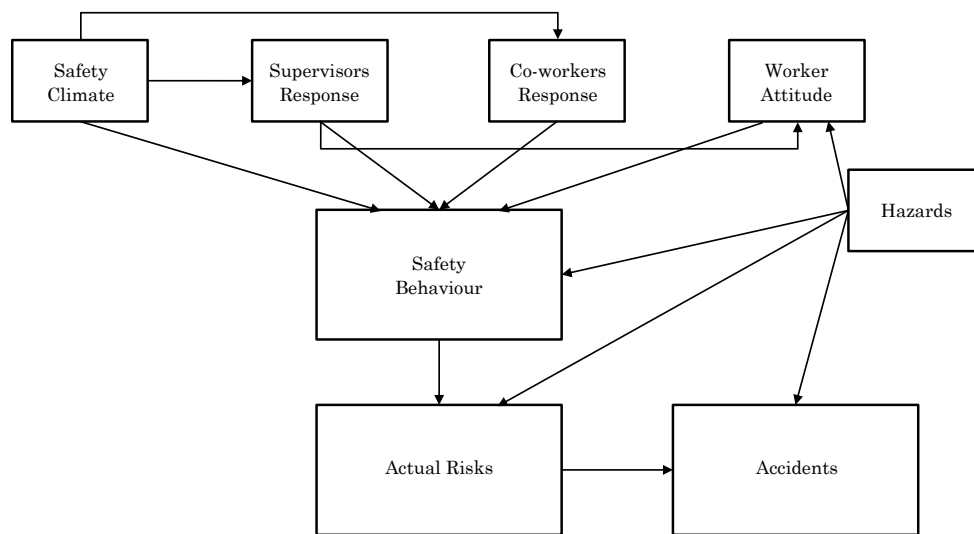 Safety
Climate
Supervisors
Response
Co-workers
Response
Worker
Attitude
Hazards
Safety
Behaviour
Actual Risks
Accidents